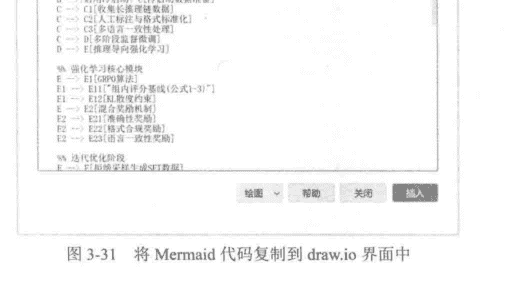 C --> C1[收集长推理链数据]
C --> C2[人工标注与格式标准化]
C --> C3[多语言一致性处理]
C --> D[多阶段监督微调]
D --> E[推理导向强化学习]
%% 强化学习核心模块
E --> E1[GRPO算法]
E1 --> E11["组内评分基线(公式1-3)"]
E1 --> E12[KL散度约束]
E --> E2[混合奖励机制]
E2 --> E21[准确性奖励]
E2 --> E22[格式合规奖励]
E2 --> E23[语言一致性奖励]
%% 迭代优化阶段
E --> F[拒绝采样生成SFT数据]
绘图 帮助 关闭 插入
图 3-31 将 Mermaid 代码复制到 draw.io 界面中